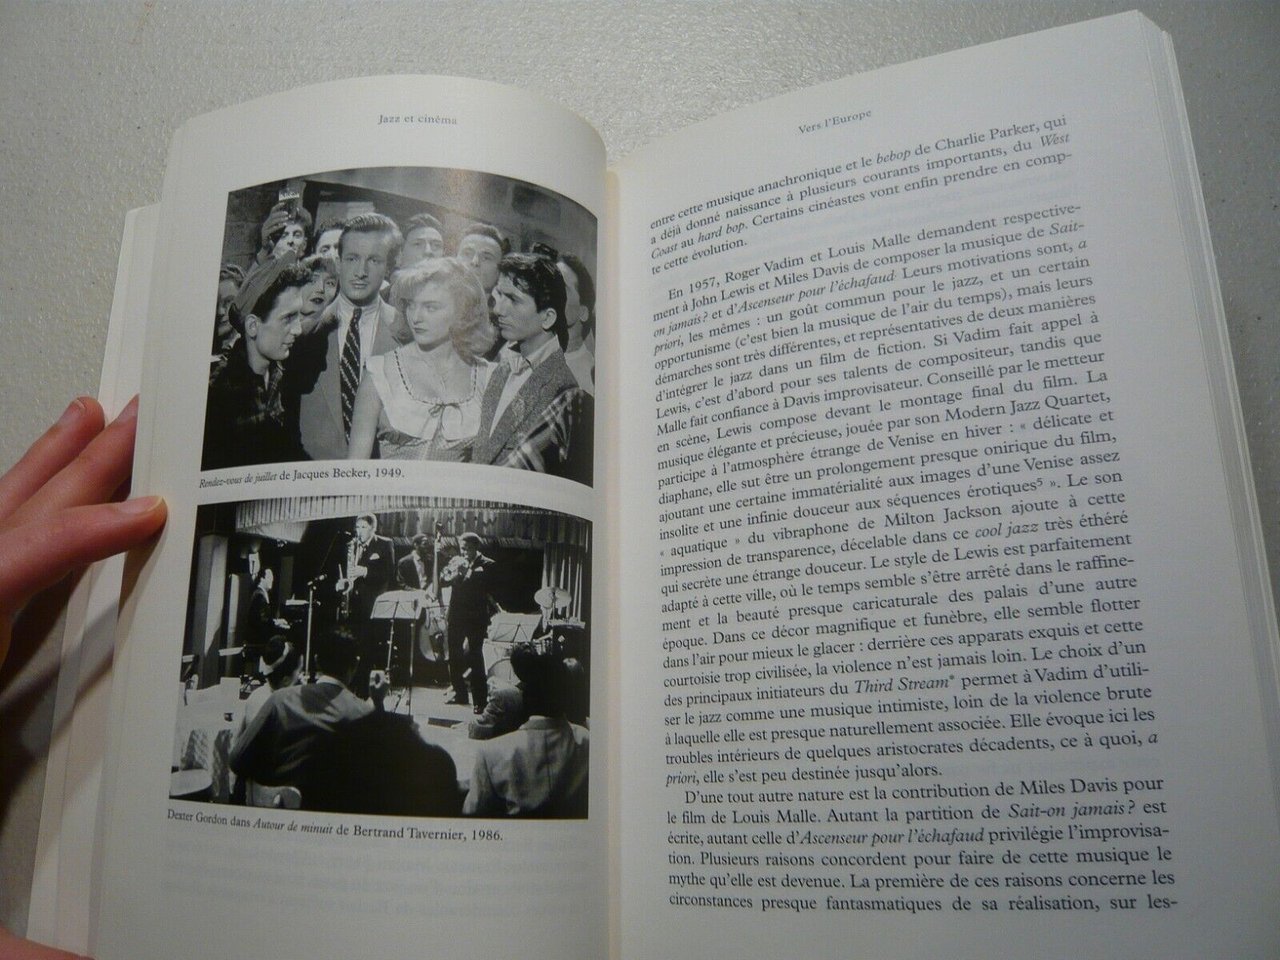 Jazz et cinéma
Rendez-vous de juillet de Jacques Becker, 1949.
Dexter Gordon dans Autour de minuit de Bertrand Tavernier, 1986.
Vers l'Europe
entre cette musique anachronique et le bebop de Charlie Parker, qui
a déjà donné naissance à plusieurs courants importants, du West
Coast au hard bop. Certains cinéastes vont enfin prendre en comp-
te cette évolution.
En 1957, Roger Vadim et Louis Malle demandent respective-
ment à John Lewis et Miles Davis de composer la musique de Sait-
on jamais ? et d'Ascenseur pour l'échafaud. Leurs motivations sont, a
priori, les mêmes : un goût commun pour le jazz, et un certain
opportunisme (c'est bien la musique de l'air du temps), mais leurs
démarches sont très différentes, et représentatives de deux manières
d'intégrer le jazz dans un film de fiction. Si Vadim fait appel à
Lewis, c'est d'abord pour ses talents de compositeur, tandis que
Malle fait confiance à Davis improvisateur. Conseillé par le metteur
en scène, Lewis compose devant le montage final du film. La
musique élégante et précieuse, jouée par son Modern Jazz Quartet,
participe à l'atmosphère étrange de Venise en hiver : « délicate et
diaphane, elle sut être un prolongement presque onirique du film,
ajoutant une certaine immatérialité aux images d'une Venise assez
insolite et une infinie douceur aux séquences érotiques⁵ ». Le son
« aquatique » du vibraphone de Milton Jackson ajoute à cette
impression de transparence, décelable dans ce cool jazz très éthéré
qui secrète une étrange douceur. Le style de Lewis est parfaitement
adapté à cette ville, où le temps semble s'être arrêté dans le raffine-
ment et la beauté presque caricaturale des palais d'une autre
époque. Dans ce décor magnifique et funèbre, elle semble flotter
dans l'air pour mieux le glacer : derrière ces apparats exquis et cette
courtoisie trop civilisée, la violence n'est jamais loin. Le choix d'un
des principaux initiateurs du Third Stream* permet à Vadim d'utili-
ser le jazz comme une musique intimiste, loin de la violence brute
à laquelle elle est presque naturellement associée. Elle évoque ici les
troubles intérieurs de quelques aristocrates décadents, ce à quoi, a
priori, elle s'est peu destinée jusqu'alors.
D'une tout autre nature est la contribution de Miles Davis pour
le film de Louis Malle. Autant la partition de Sait-on jamais ? est
écrite, autant celle d'Ascenseur pour l'échafaud privilégie l'improvisa-
tion. Plusieurs raisons concordent pour faire de cette musique le
mythe qu'elle est devenue. La première de ces raisons concerne les
circonstances presque fantasmatiques de sa réalisation, sur les-